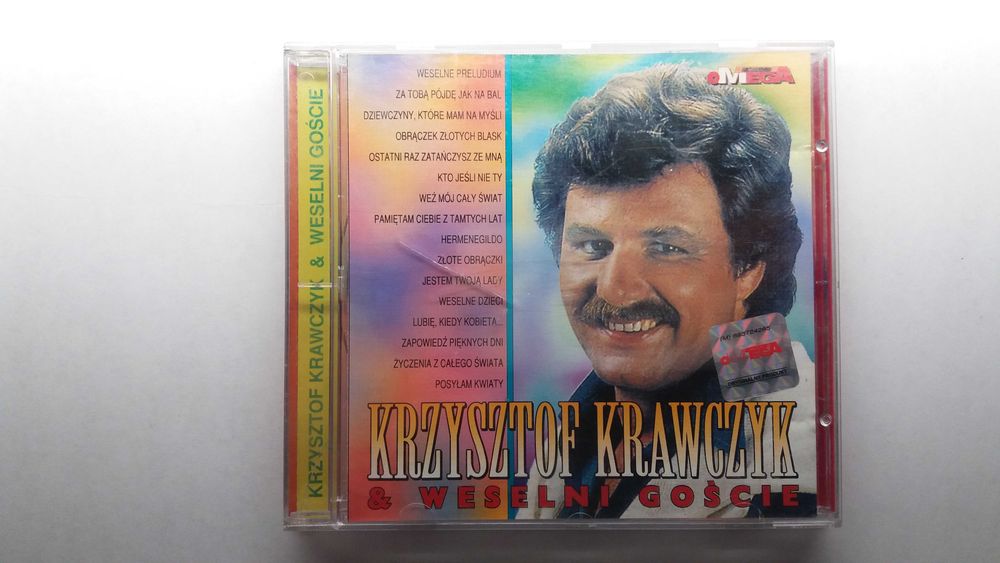 KRZYSZTOF KRAWCZYK & WESELNI GOŚCIE
WESELNE PRELUDIUM
ZA TOBĄ PÓJDĘ JAK NA BAL
DZIEWCZYNY, KTÓRE MAM NA MYŚLI
OBRĄCZEK ZŁOTYCH BLASK
OSTATNI RAZ ZATAŃCZYSZ ZE MNĄ
KTO JEŚLI NIE TY
WEŹ MÓJ CAŁY ŚWIAT
PAMIĘTAM CIEBIE Z TAMTYCH LAT
HERMENEGILDO
ZŁOTE OBRĄCZKI
JESTEM TWOJĄ LADY
WESELNE DZIECI
LUBIĘ, KIEDY KOBIETA...
ZAPOWIEDŹ PIĘKNYCH DNI
ŻYCZENIA Z CAŁEGO ŚWIATA
POSYŁAM KWIATY
OMEGA
OMEGA
ORYGINALNY PRODUKT
KRZYSZTOF KRAWCZYK
& WESELNI GOŚCIE